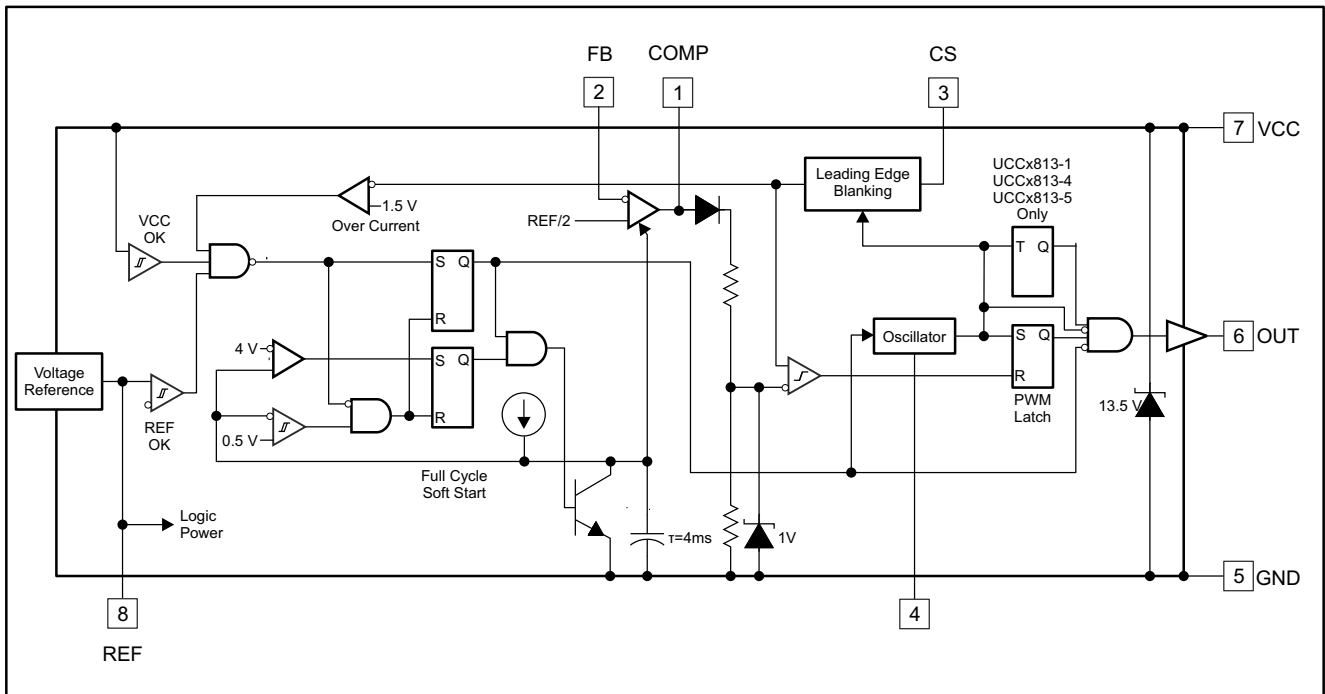 FB
COMP
CS
2
1
3
7
VCC
UCCx813-1
UCCx813-4
UCCx813-5
Only
Leading Edge
Blanking
1.5 V
Over Current
REF/2
VCC
OK
T Q
S Q
R
Oscillator
S Q
R
PWM
Latch
6
OUT
4 V
S Q
R
Voltage
Reference
REF
OK
0.5 V
13.5 V
Full Cycle
Soft Start
Logic
Power
τ=4ms
1V
5
GND
8
REF
4